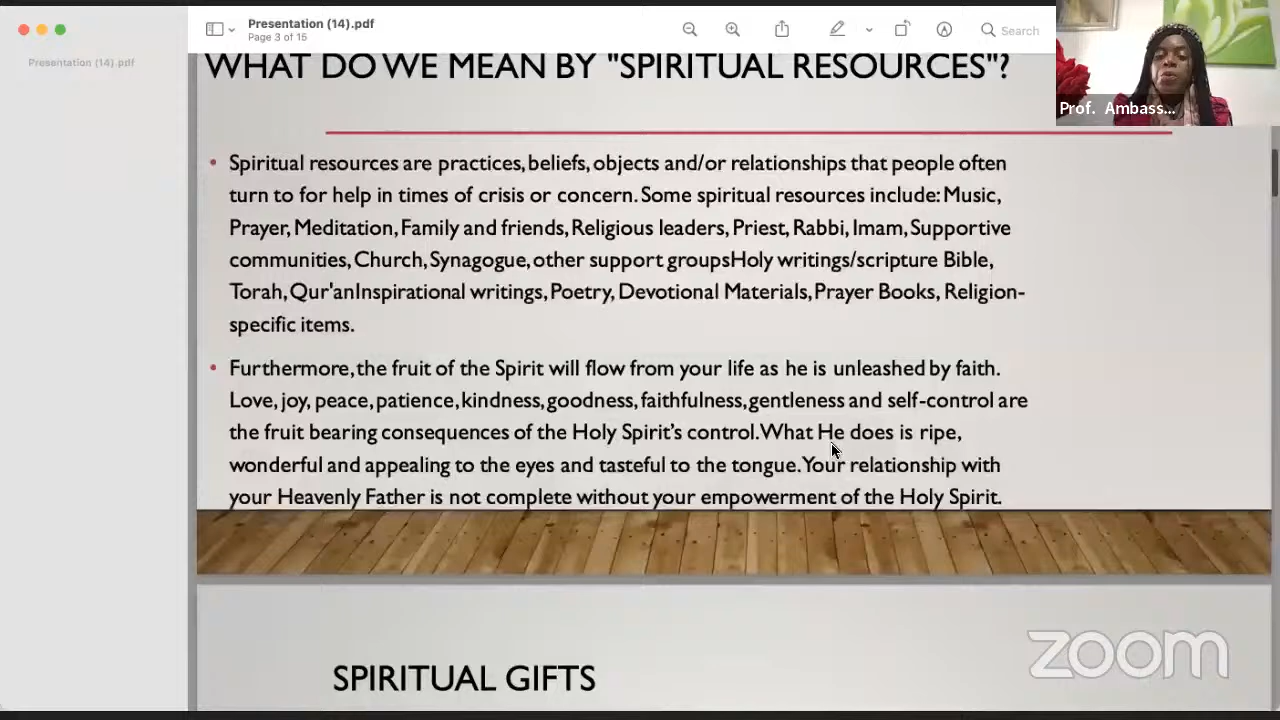 Presentation (14).pdf
Page 3 of 15
Search
Presentation (14).pdf
Prof. Ambass...
WHAT DO WE MEAN BY "SPIRITUAL RESOURCES"?
• Spiritual resources are practices, beliefs, objects and/or relationships that people often
turn to for help in times of crisis or concern. Some spiritual resources include: Music,
Prayer, Meditation, Family and friends, Religious leaders, Priest, Rabbi, Imam, Supportive
communities, Church, Synagogue, other support groupsHoly writings/scripture Bible,
Torah, Qur'anInspirational writings, Poetry, Devotional Materials, Prayer Books, Religion-
specific items.
• Furthermore, the fruit of the Spirit will flow from your life as he is unleashed by faith.
Love, joy, peace, patience, kindness, goodness, faithfulness, gentleness and self-control are
the fruit bearing consequences of the Holy Spirit's control. What He does is ripe,
wonderful and appealing to the eyes and tasteful to the tongue. Your relationship with
your Heavenly Father is not complete without your empowerment of the Holy Spirit.
SPIRITUAL GIFTS
zoom